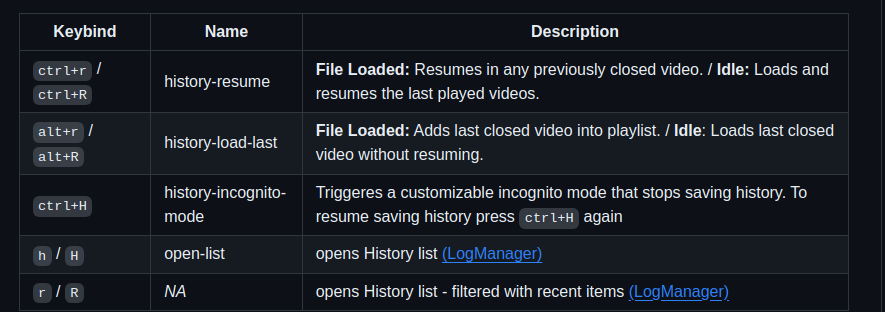 Keybind Name Description
ctrl+r /
ctrl+R
history-resume
File Loaded: Resumes in any previously closed video. / Idle: Loads and
resumes the last played videos.
alt+r /
alt+R
history-load-last
File Loaded: Adds last closed video into playlist. / Idle: Loads last closed
video without resuming.
ctrl+H
history-incognito-
mode
Triggeres a customizable incognito mode that stops saving history. To
resume saving history press ctrl+H again
h / H
open-list
opens History list (LogManager)
r / R
NA
opens History list - filtered with recent items (LogManager)